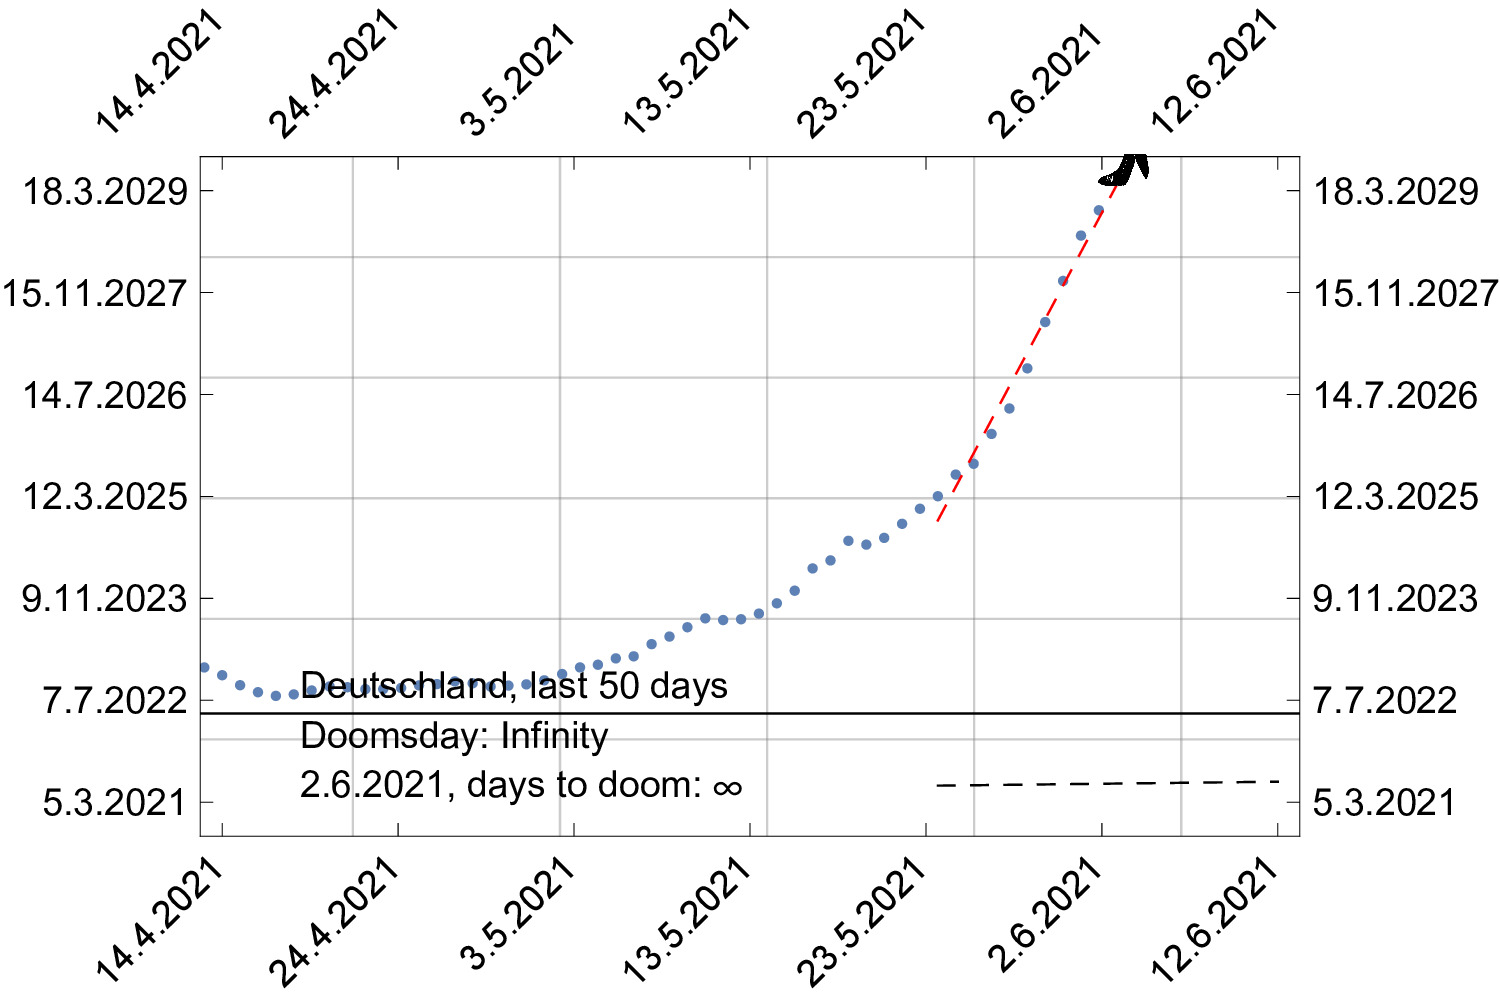 14.4.2021 24.4.2021 3.5.2021 13.5.2021 23.5.2021 2.6.2021 12.6.2021
18.3.2029 18.3.2029
15.11.2027 15.11.2027
14.7.2026 14.7.2026
12.3.2025 12.3.2025
9.11.2023 9.11.2023
Deutschland, last 50 days
7.7.2022 7.7.2022
Doomsday: Infinity
2.6.2021, days to doom: ∞
5.3.2021 5.3.2021
14.4.2021 24.4.2021 3.5.2021 13.5.2021 23.5.2021 2.6.2021 12.6.2021